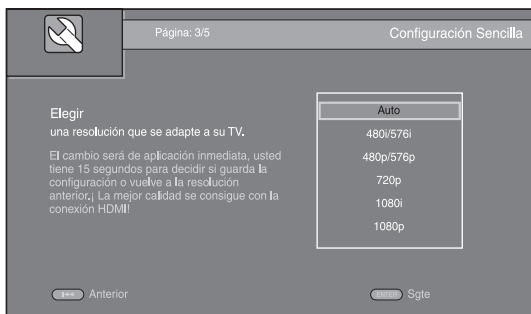 Página: 3/5
Configuración Sencilla
Elegir
una resolución que se adapte a su TV.
El cambio será de aplicación inmediata, usted
tiene 15 segundos para decidir si guarda la
configuración o vuelve a la resolución
anterior.¡ La mejor calidad se consigue con la
conexión HDMI!
Auto
480i/576i
480p/576p
720p
1080i
1080p
Anterior
ENTER Sgte